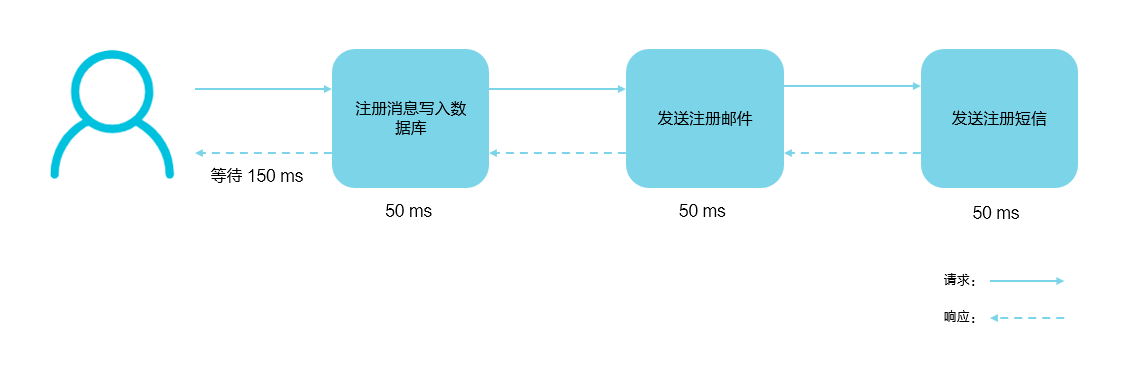 注册消息写入数
据库
发送注册邮件
发送注册短信
等待 150 ms
50 ms
50 ms
50 ms
请求：
响应：